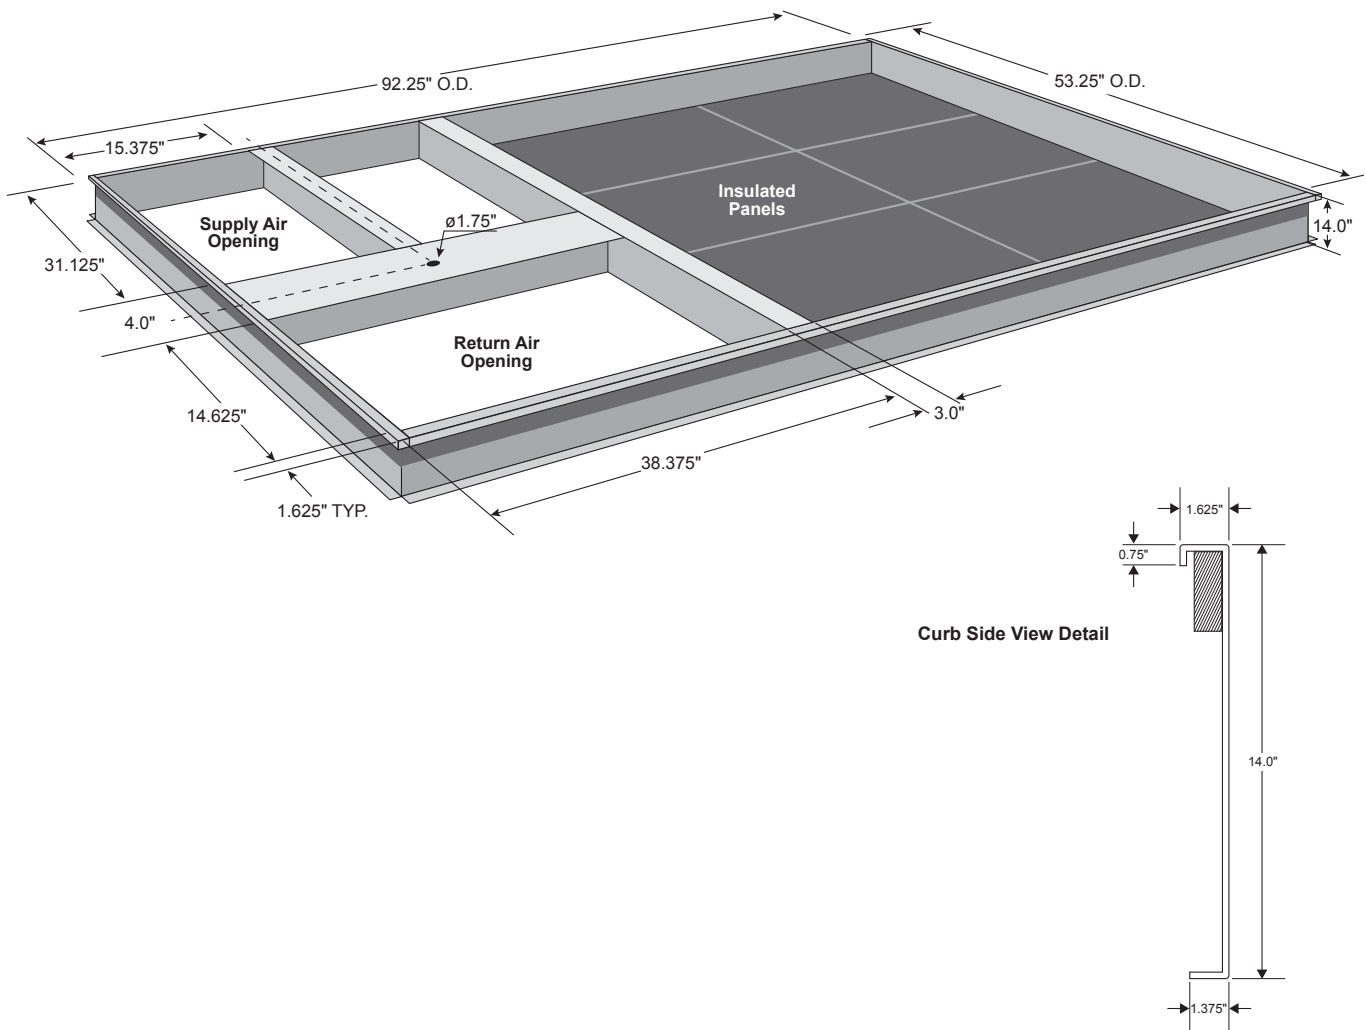 92.25" O.D.
53.25" O.D.
15.375"
Insulated
Panels
Supply Air
Opening
ø1.75"
14.0"
31.125"
4.0"
Return Air
Opening
14.625"
3.0"
38.375"
1.625" TYP.
1.625"
0.75"
Curb Side View Detail
14.0"
1.375"